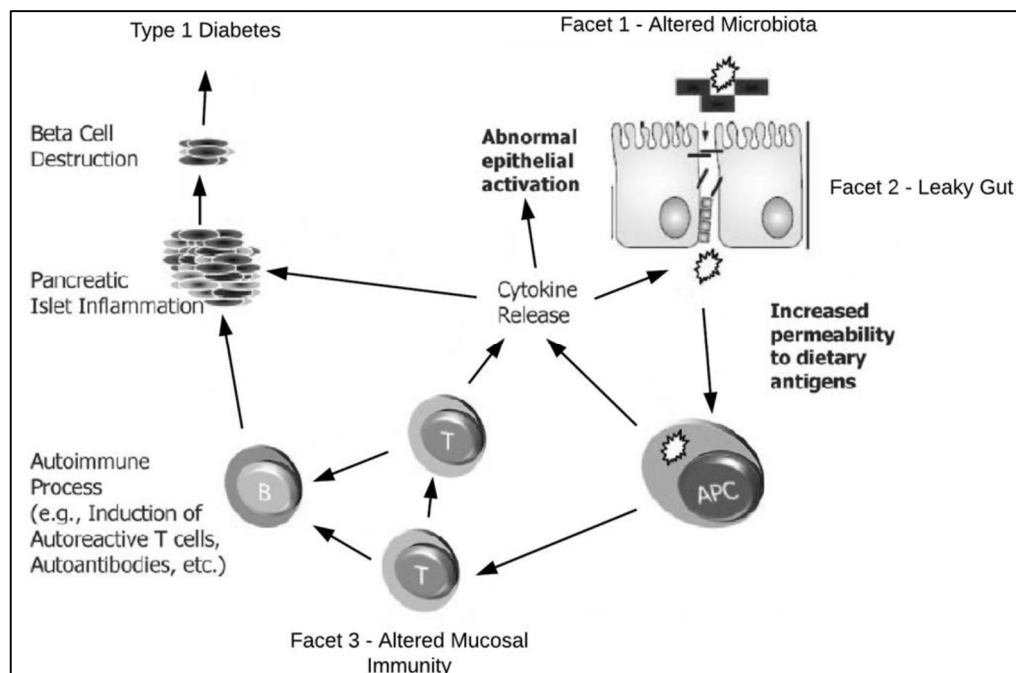 Type 1 Diabetes
Facet 1 - Altered Microbiota
Beta Cell
Destruction
Abnormal
epithelial
activation
Facet 2 - Leaky Gut
Pancreatic
Islet Inflammation
Cytokine
Release
Increased
permeability
to dietary
antigens
T
B
APC
T
Autoimmune
Process
(e.g., Induction of
Autoreactive T cells,
Autoantibodies, etc.)
Facet 3 - Altered Mucosal
Immunity